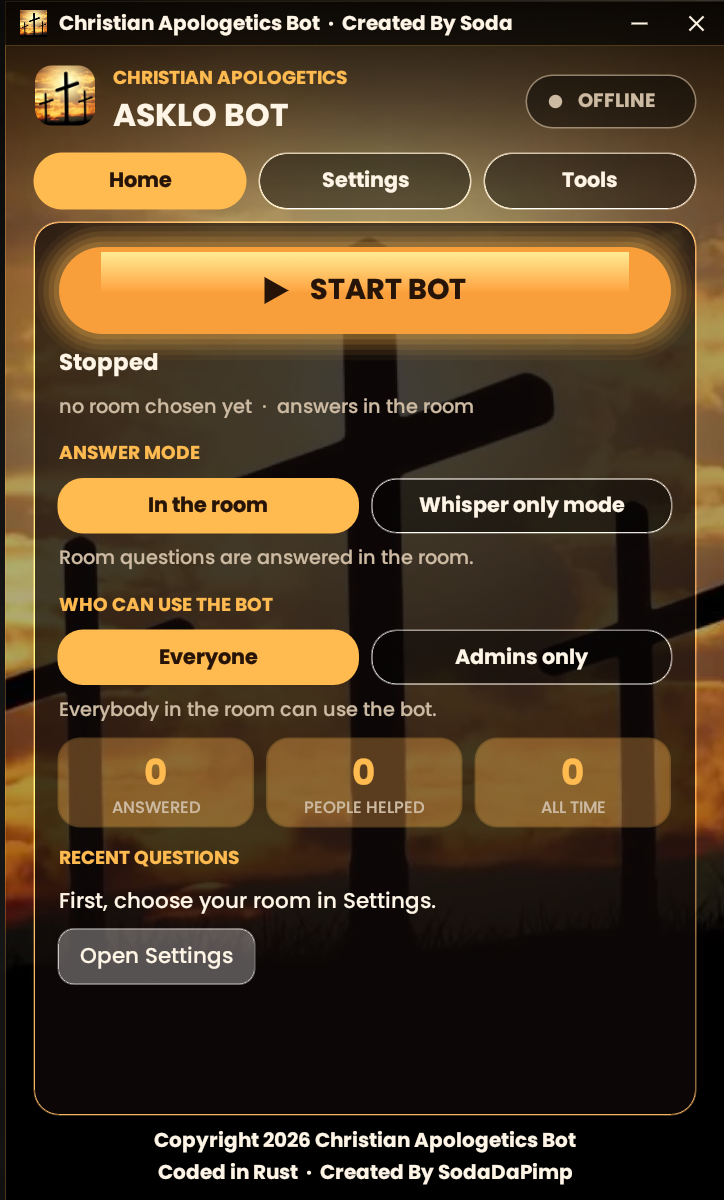 Christian Apologetics Bot · Created By Soda
CHRISTIAN APOLOGETICS
ASKLO BOT
OFFLINE
Home
Settings
Tools
START BOT
Stopped
no room chosen yet · answers in the room
ANSWER MODE
In the room
Whisper only mode
Room questions are answered in the room.
WHO CAN USE THE BOT
Everyone
Admins only
Everybody in the room can use the bot.
0
ANSWERED
0
PEOPLE HELPED
0
ALL TIME
RECENT QUESTIONS
First, choose your room in Settings.
Open Settings
Copyright 2026 Christian Apologetics Bot
Coded in Rust · Created By SodaDaPimp